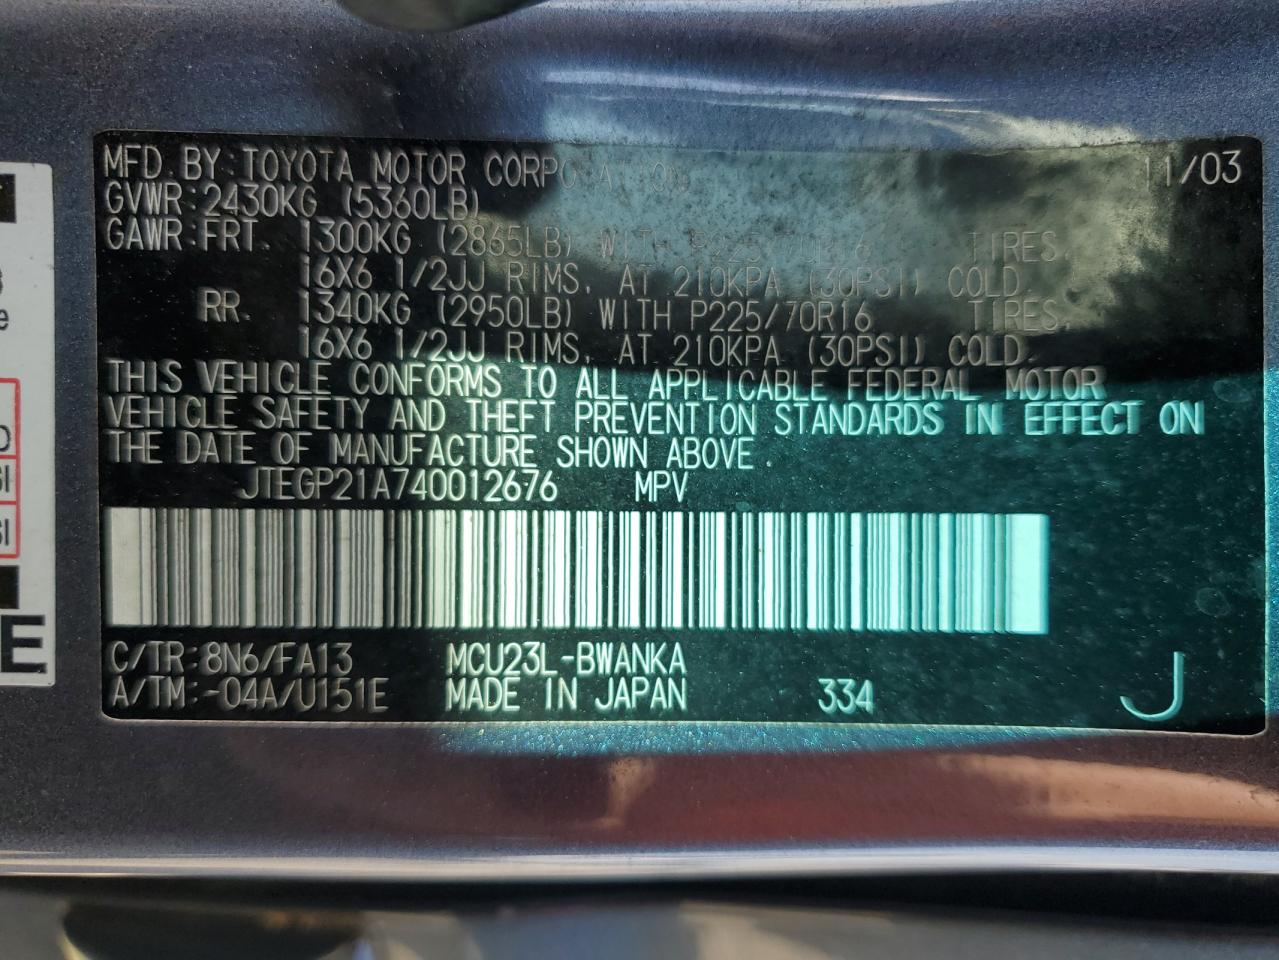 MFD. BY: TOYOTA MOTOR CORPORATION 11/03
GVWR: 2430KG (5360LB)
GAWR: FRT. 1300KG (2865LB) WITH P225/70R16 TIRES,
16X6 1/2JJ RIMS, AT 210KPA (30PSI) COLD.
RR. 1340KG (2950LB) WITH P225/70R16 TIRES,
16X6 1/2JJ RIMS, AT 210KPA (30PSI) COLD.
THIS VEHICLE CONFORMS TO ALL APPLICABLE FEDERAL MOTOR
VEHICLE SAFETY AND THEFT PREVENTION STANDARDS IN EFFECT ON
THE DATE OF MANUFACTURE SHOWN ABOVE.
JTEGP21A740012676 MPV
C/TR: 8N6/FA13 MCU23L-BWANKA
A/TM: -04A/U151E MADE IN JAPAN 334 J